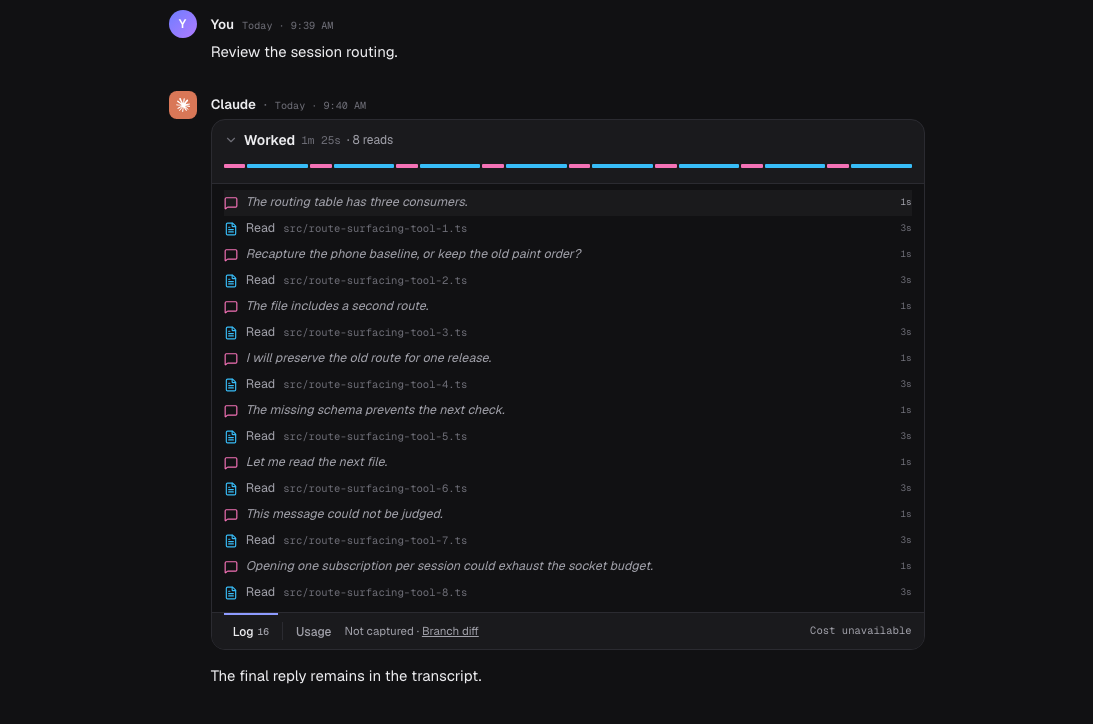 Y You Today · 9:39 AM
Review the session routing.
Claude · Today · 9:40 AM
Worked 1m 25s · 8 reads
The routing table has three consumers. 1s
Read src/route-surfacing-tool-1.ts 3s
Recapture the phone baseline, or keep the old paint order? 1s
Read src/route-surfacing-tool-2.ts 3s
The file includes a second route. 1s
Read src/route-surfacing-tool-3.ts 3s
I will preserve the old route for one release. 1s
Read src/route-surfacing-tool-4.ts 3s
The missing schema prevents the next check. 1s
Read src/route-surfacing-tool-5.ts 3s
Let me read the next file. 1s
Read src/route-surfacing-tool-6.ts 3s
This message could not be judged. 1s
Read src/route-surfacing-tool-7.ts 3s
Opening one subscription per session could exhaust the socket budget. 1s
Read src/route-surfacing-tool-8.ts 3s
Log 16 Usage Not captured · Branch diff Cost unavailable
The final reply remains in the transcript.